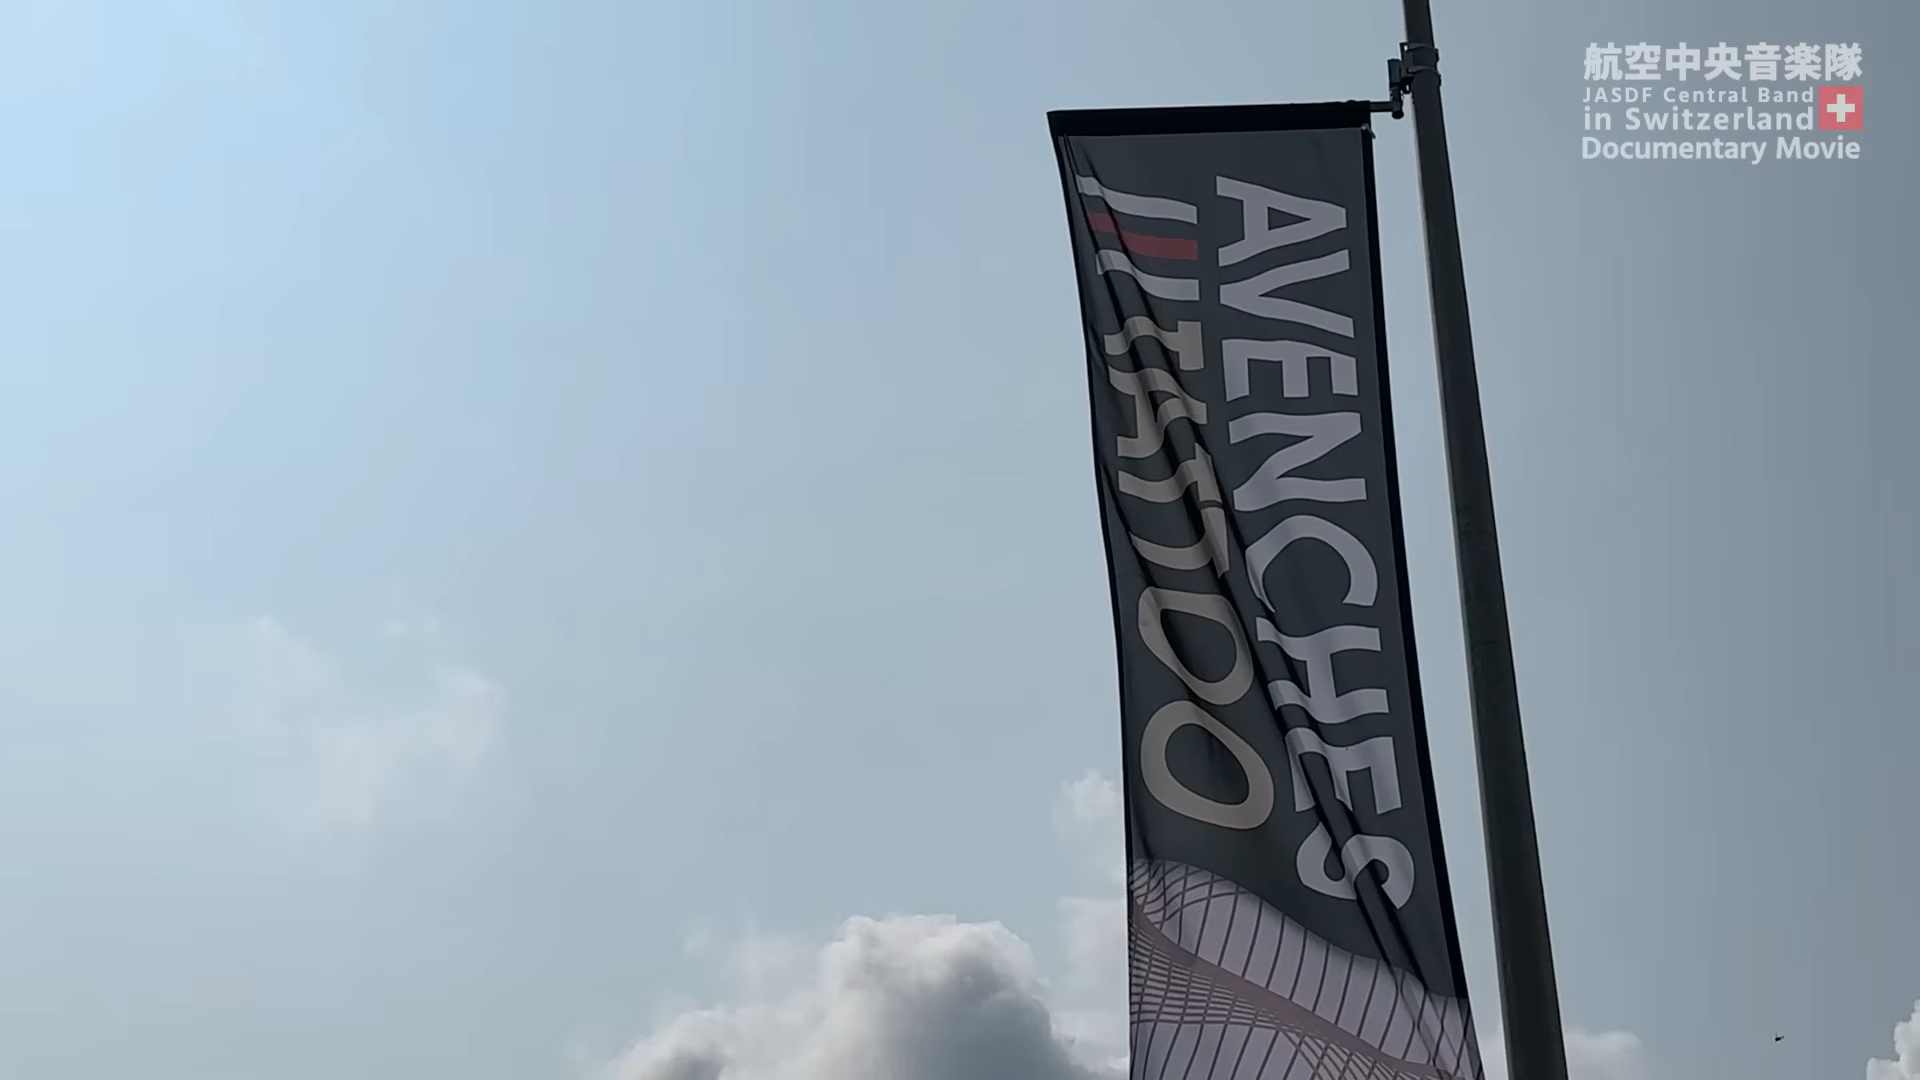 航空中央音楽隊
JASDF Central Band
in Switzerland
Documentary Movie
AVENCHES
TATTOO